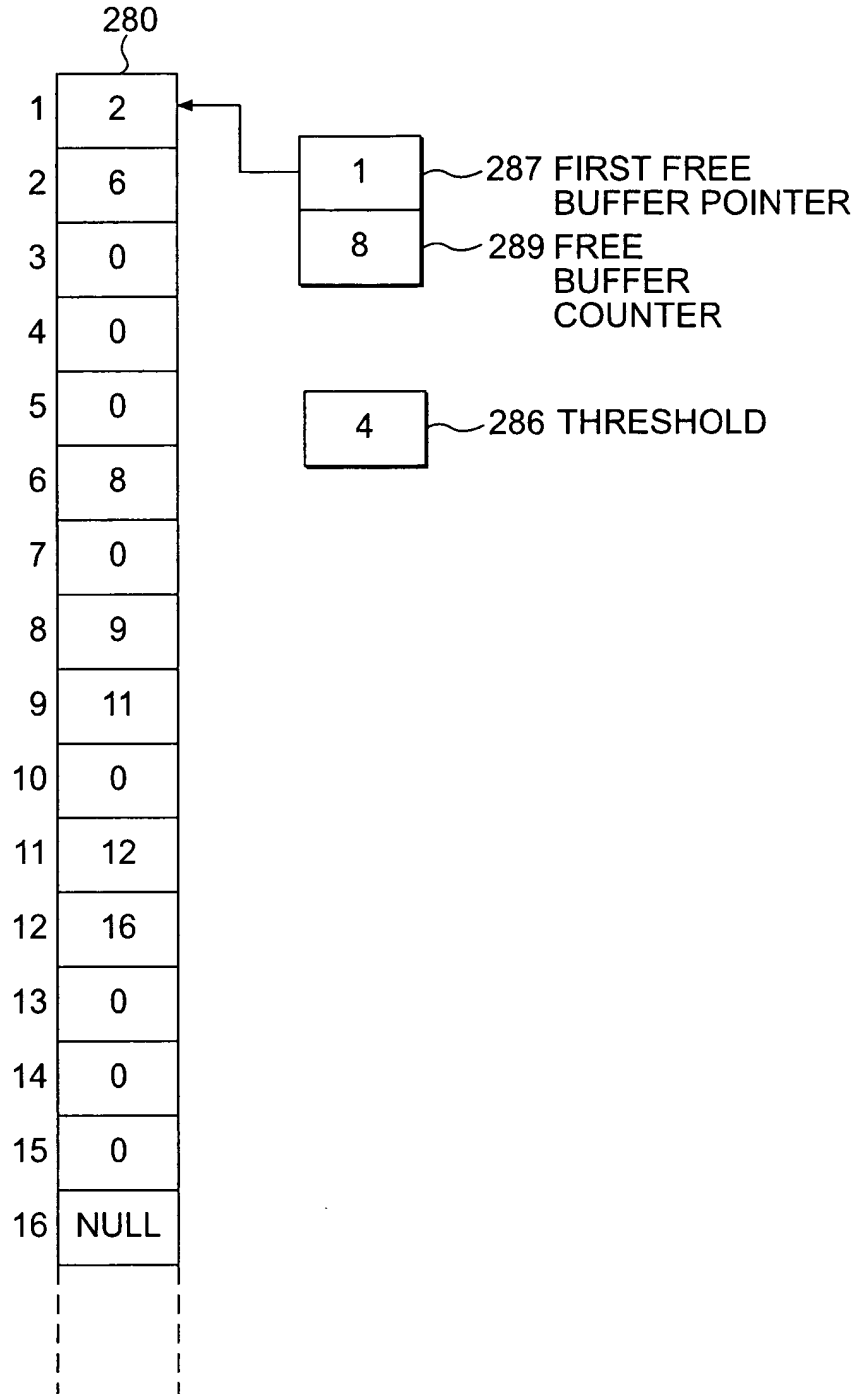 280
1 2
2 6
3 0
4 0
5 0
6 8
7 0
8 9
9 11
10 0
11 12
12 16
13 0
14 0
15 0
16 NULL
1
287 FIRST FREE
BUFFER POINTER
8
289 FREE
BUFFER
COUNTER
4
286 THRESHOLD